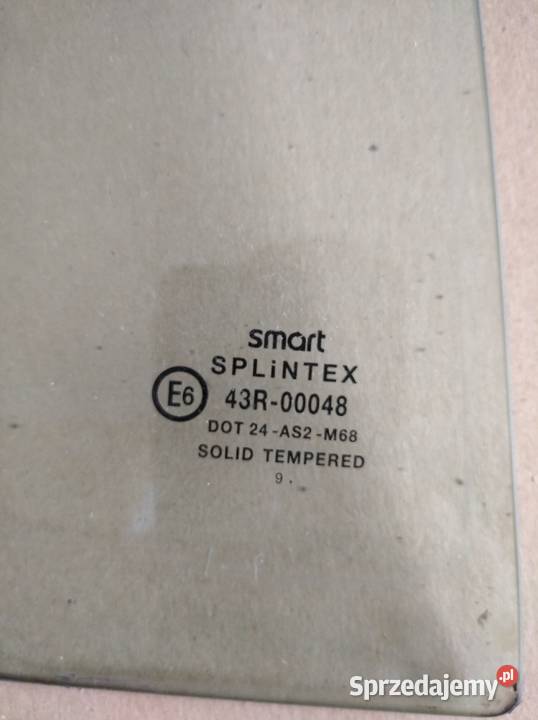 smart
SPLiNTEX
E6 43R-00048
DOT 24-AS2-M68
SOLID TEMPERED
9.
Sprzedajemy.pl